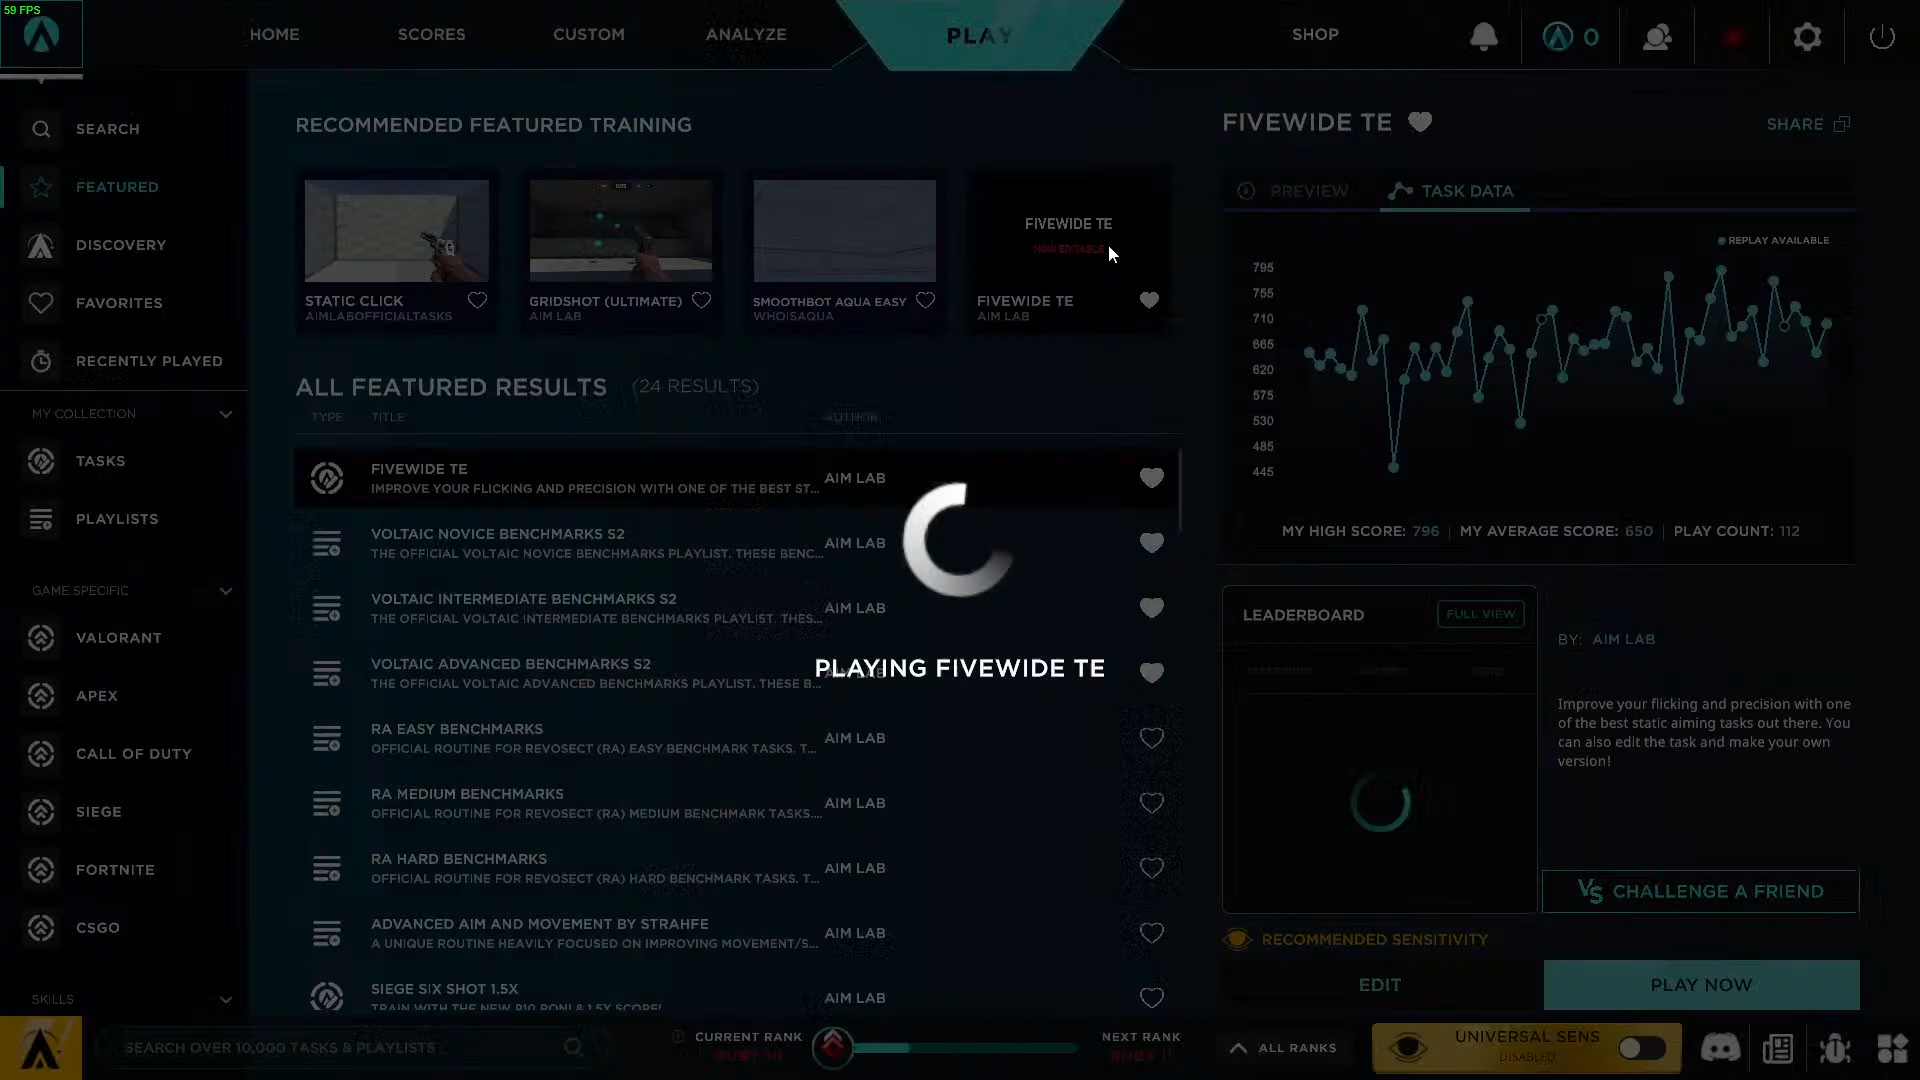 59 FPS
HOME
SCORES
CUSTOM
ANALYZE
PLAY
SHOP
0
SEARCH
FEATURED
DISCOVERY
FAVORITES
RECENTLY PLAYED
MY COLLECTION
TASKS
PLAYLISTS
GAME SPECIFIC
VALORANT
APEX
CALL OF DUTY
SIEGE
FORTNITE
CSGO
SKILLS
RECOMMENDED FEATURED TRAINING
STATIC CLICK
AIMLABOFFICIALTASKS
GRIDSHOT (ULTIMATE)
AIM LAB
SMOOTHBOT AQUA EASY
WHOISAQUA
FIVEWIDE TE
NOW EDITABLE
FIVEWIDE TE
AIM LAB
ALL FEATURED RESULTS (24 RESULTS)
TYPE TITLE AUTHOR
FIVEWIDE TE
IMPROVE YOUR FLICKING AND PRECISION WITH ONE OF THE BEST ST...
AIM LAB
VOLTAIC NOVICE BENCHMARKS S2
THE OFFICIAL VOLTAIC NOVICE BENCHMARKS PLAYLIST. THESE BENC...
AIM LAB
VOLTAIC INTERMEDIATE BENCHMARKS S2
THE OFFICIAL VOLTAIC INTERMEDIATE BENCHMARKS PLAYLIST. THES...
AIM LAB
VOLTAIC ADVANCED BENCHMARKS S2
THE OFFICIAL VOLTAIC ADVANCED BENCHMARKS PLAYLIST. THESE B...
PLAYING FIVEWIDE TE
RA EASY BENCHMARKS
OFFICIAL ROUTINE FOR REVOSECT (RA) EASY BENCHMARK TASKS. T...
AIM LAB
RA MEDIUM BENCHMARKS
OFFICIAL ROUTINE FOR REVOSECT (RA) MEDIUM BENCHMARK TASKS....
AIM LAB
RA HARD BENCHMARKS
OFFICIAL ROUTINE FOR REVOSECT (RA) HARD BENCHMARK TASKS. T...
AIM LAB
ADVANCED AIM AND MOVEMENT BY STRAHFE
A UNIQUE ROUTINE HEAVILY FOCUSED ON IMPROVING MOVEMENT/S...
AIM LAB
SIEGE SIX SHOT 1.5X
TRAIN WITH THE NEW P10 RONI & 1.5X SCOPE!
AIM LAB
FIVEWIDE TE
SHARE
PREVIEW
TASK DATA
REPLAY AVAILABLE
795
755
710
665
620
575
530
485
445
MY HIGH SCORE: 796 | MY AVERAGE SCORE: 650 | PLAY COUNT: 112
LEADERBOARD
FULL VIEW
BY: AIM LAB
Improve your flicking and precision with one
of the best static aiming tasks out there. You
can also edit the task and make your own
version!
VS CHALLENGE A FRIEND
RECOMMENDED SENSITIVITY
EDIT
PLAY NOW
SEARCH OVER 10,000 TASKS & PLAYLISTS
CURRENT RANK
NEXT RANK
ALL RANKS
UNIVERSAL SENS
DISABLED